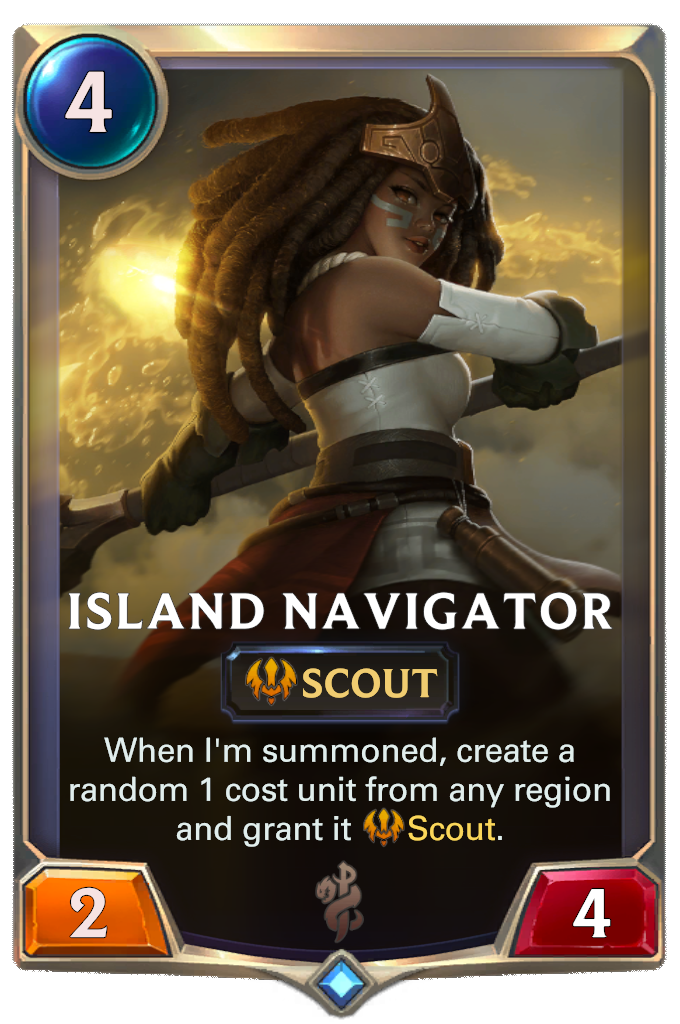 4
ISLAND NAVIGATOR
SCOUT
When I'm summoned, create a
random 1 cost unit from any region
and grant it Scout.
2
4